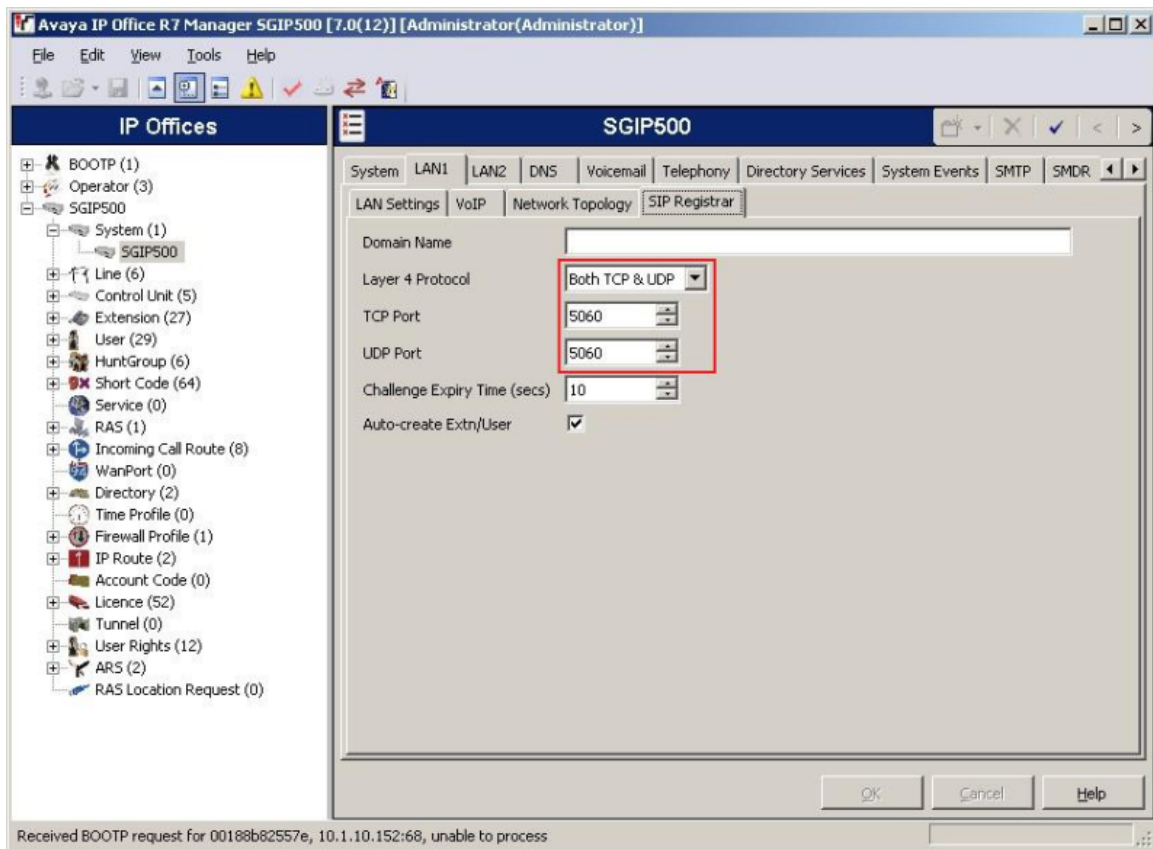 Avaya IP Office R7 Manager SGIP500 [7.0(12)] [Administrator(Administrator)]
File Edit View Tools Help
IP Offices
BOOTP (1)
Operator (3)
SGIP500
System (1)
SGIP500
Line (6)
Control Unit (5)
Extension (27)
User (29)
HuntGroup (6)
Short Code (64)
Service (0)
RAS (1)
Incoming Call Route (8)
WanPort (0)
Directory (2)
Time Profile (0)
Firewall Profile (1)
IP Route (2)
Account Code (0)
Licence (52)
Tunnel (0)
User Rights (12)
ARS (2)
RAS Location Request (0)
SGIP500
System LAN1 LAN2 DNS Voicemail Telephony Directory Services System Events SMTP SMDR
LAN Settings VoIP Network Topology SIP Registrar
Domain Name
Layer 4 Protocol Both TCP & UDP
TCP Port 5060
UDP Port 5060
Challenge Expiry Time (secs) 10
Auto-create Extn/User
OK Cancel Help
Received BOOTP request for 00188b82557e, 10.1.10.152:68, unable to process